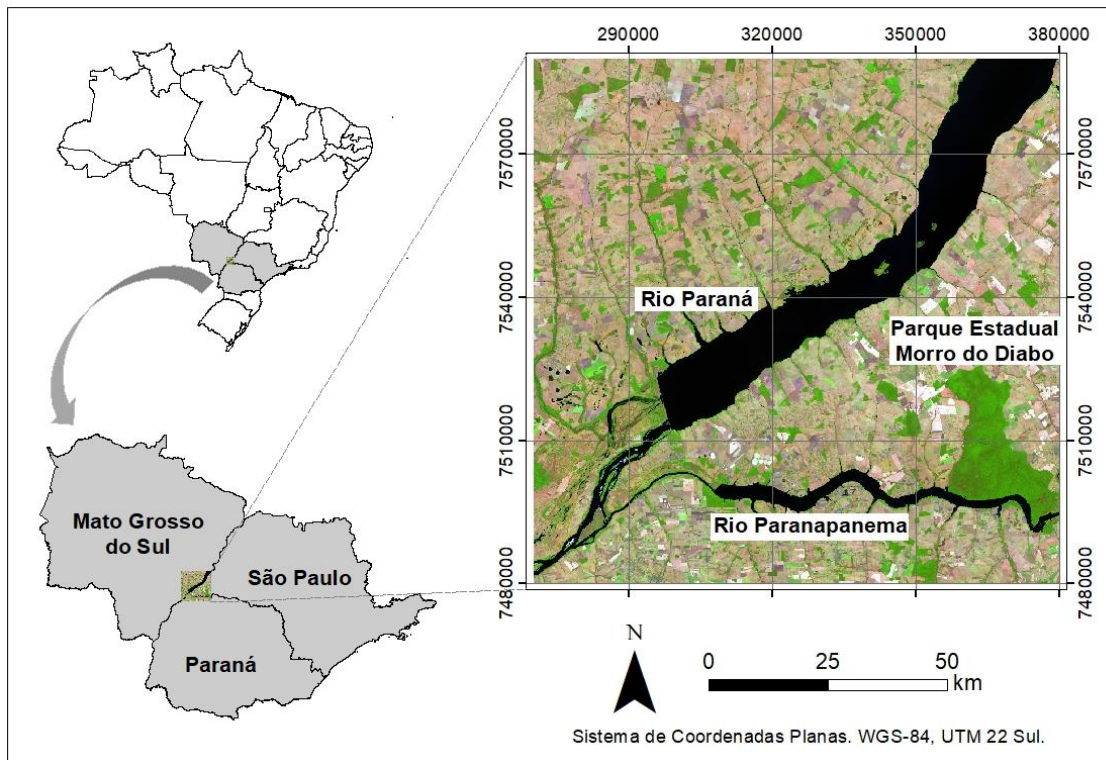 290000
320000
350000
380000
7570000
7540000
7510000
7480000
7570000
7540000
7510000
7480000
Rio Paraná
Parque Estadual
Morro do Diabo
Rio Paranapanema
Mato Grosso
do Sul
São Paulo
Paraná
N
0
25
50
km
Sistema de Coordenadas Planas. WGS-84, UTM 22 Sul.